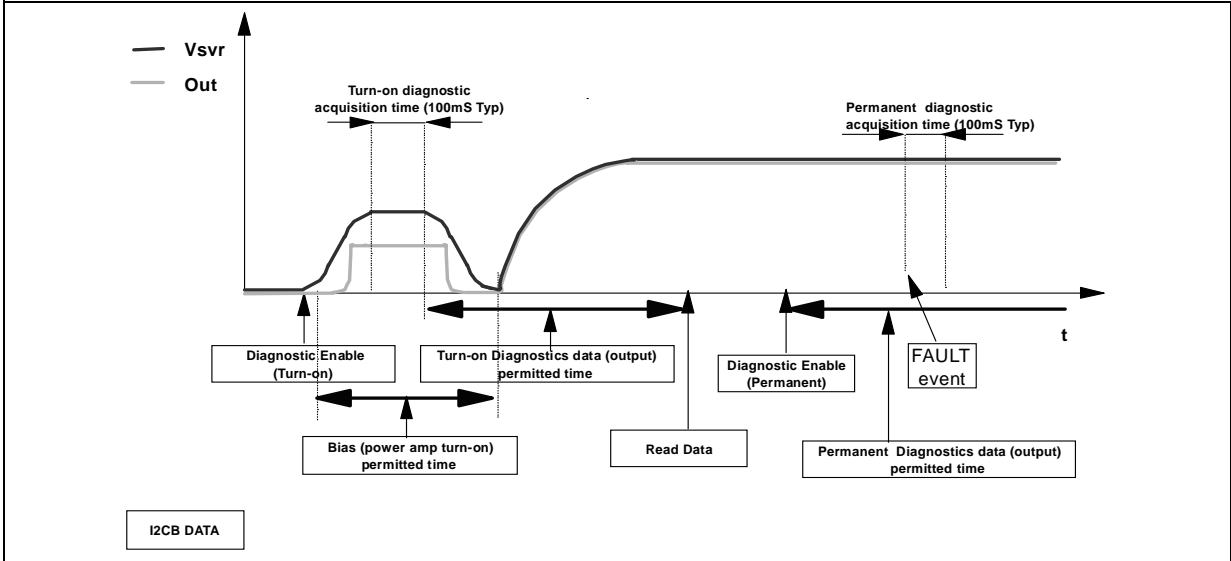 Vsvr
Out
Turn-on diagnostic
acquisition time (100mS Typ)
Permanent diagnostic
acquisition time (100mS Typ)
t
Diagnostic Enable
(Turn-on)
Turn-on Diagnostics data (output)
permitted time
Diagnostic Enable
(Permanent)
FAULT
event
Bias (power amp turn-on)
permitted time
Read Data
Permanent Diagnostics data (output)
permitted time
I2CB DATA